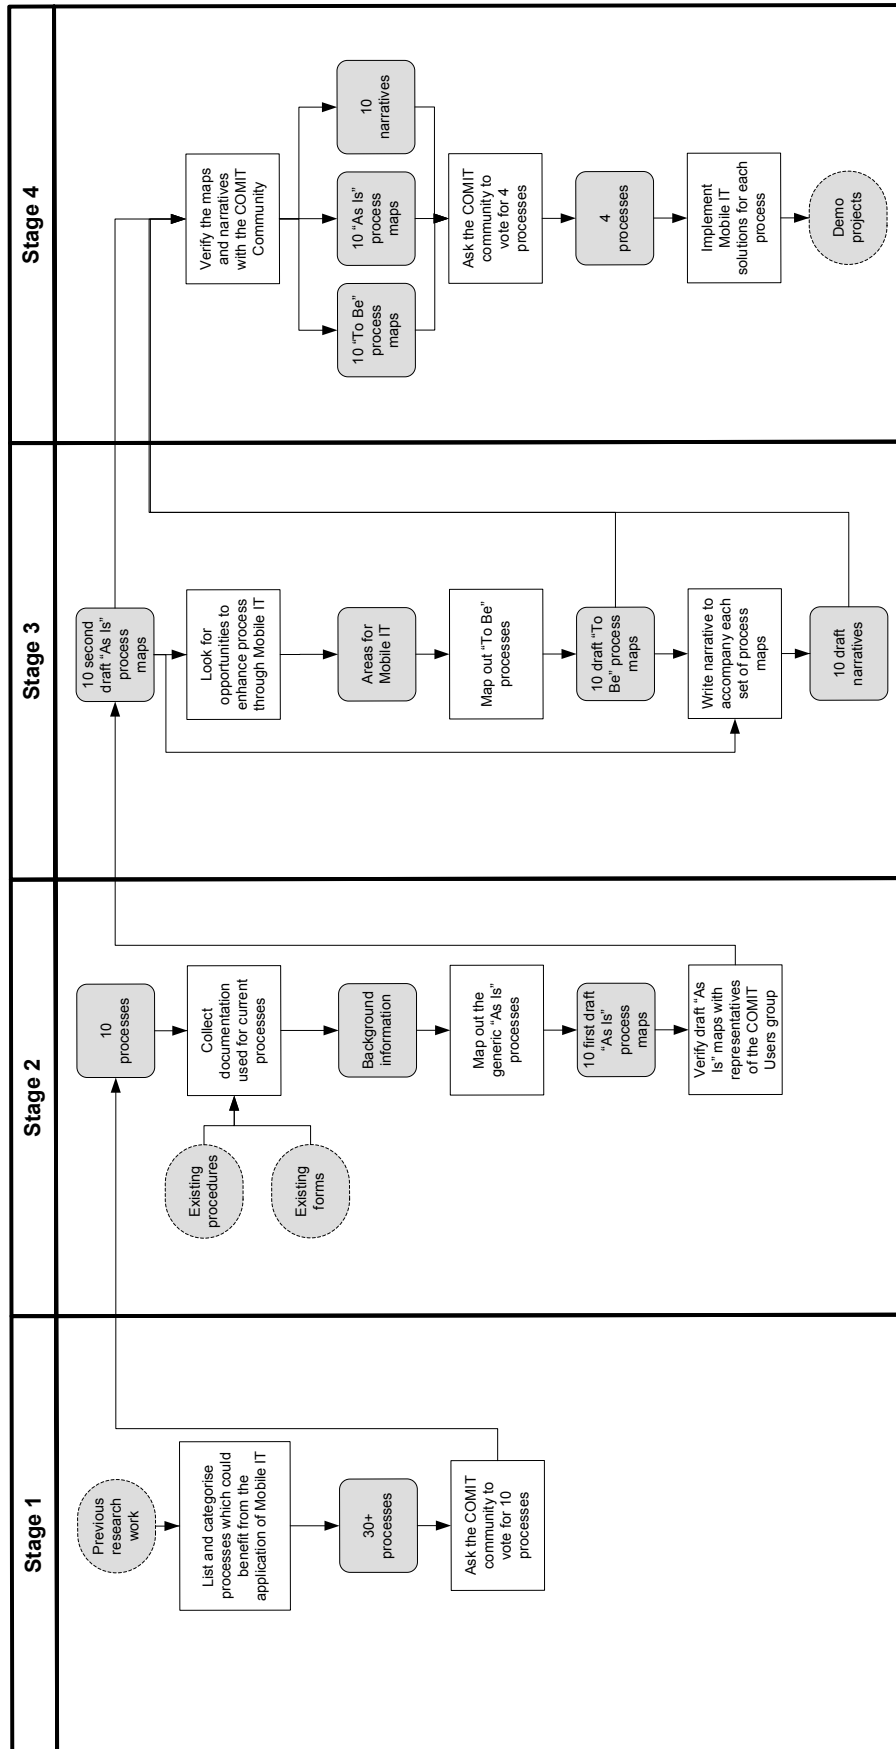 Stage 1
Previous
research
work
List and categorise
processes which could
benefit from the
application of Mobile IT
30+
processes
Ask the COMIT
community to
vote for 10
processes
Stage 2
10
processes
Existing
procedures
Existing
forms
Collect
documentation
used for current
processes
Background
information
Map out the
generic “As Is”
processes
10 first draft
“As Is”
process
maps
Verify draft “As
Is” maps with
representatives
of the COMIT
Users group
Stage 3
10 second
draft “As Is”
process
maps
Look for
opportunities to
enhance process
through Mobile IT
Areas for
Mobile IT
Map out “To Be”
processes
10 draft “To
Be” process
maps
Write narrative to
accompany each
set of process
maps
10 draft
narratives
Stage 4
Verify the maps
and narratives
with the COMIT
Community
10 “To Be”
process
maps
10 “As Is”
process
maps
10
narratives
Ask the COMIT
community to
vote for 4
processes
4
processes
Implement
Mobile IT
solutions for each
process
Demo
projects